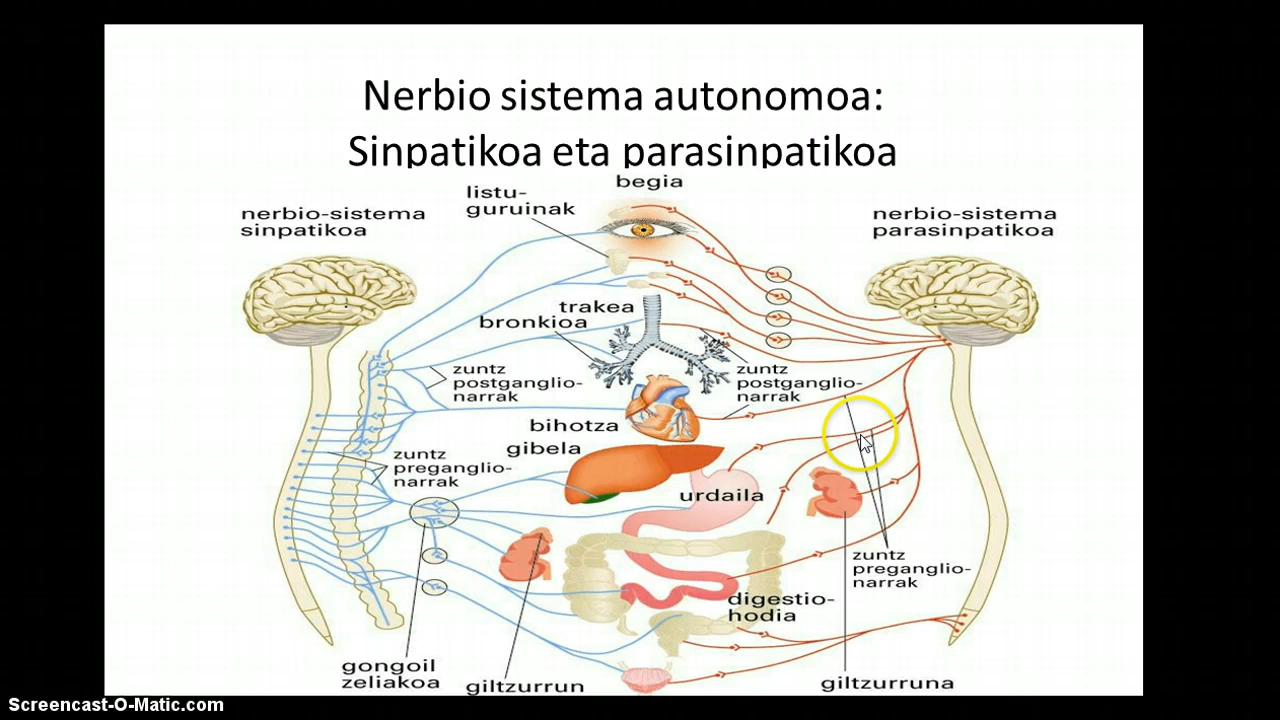 Nerbio sistema autonomoa:
Sinpatikoa eta parasinpatikoa
begia
listu-
guruinak
nerbio-sistema
sinpatikoa
nerbio-sistema
parasinpatikoa
trakea
bronkioa
zuntz
postganglio-
narrak
zuntz
postganglio-
narrak
bihotza
gibela
zuntz
preganglio-
narrak
urdaila
zuntz
preganglio-
narrak
digestio-
hodia
gongoil
zeliakoa
giltzurrun
giltzurruna
Screencast-O-Matic.com